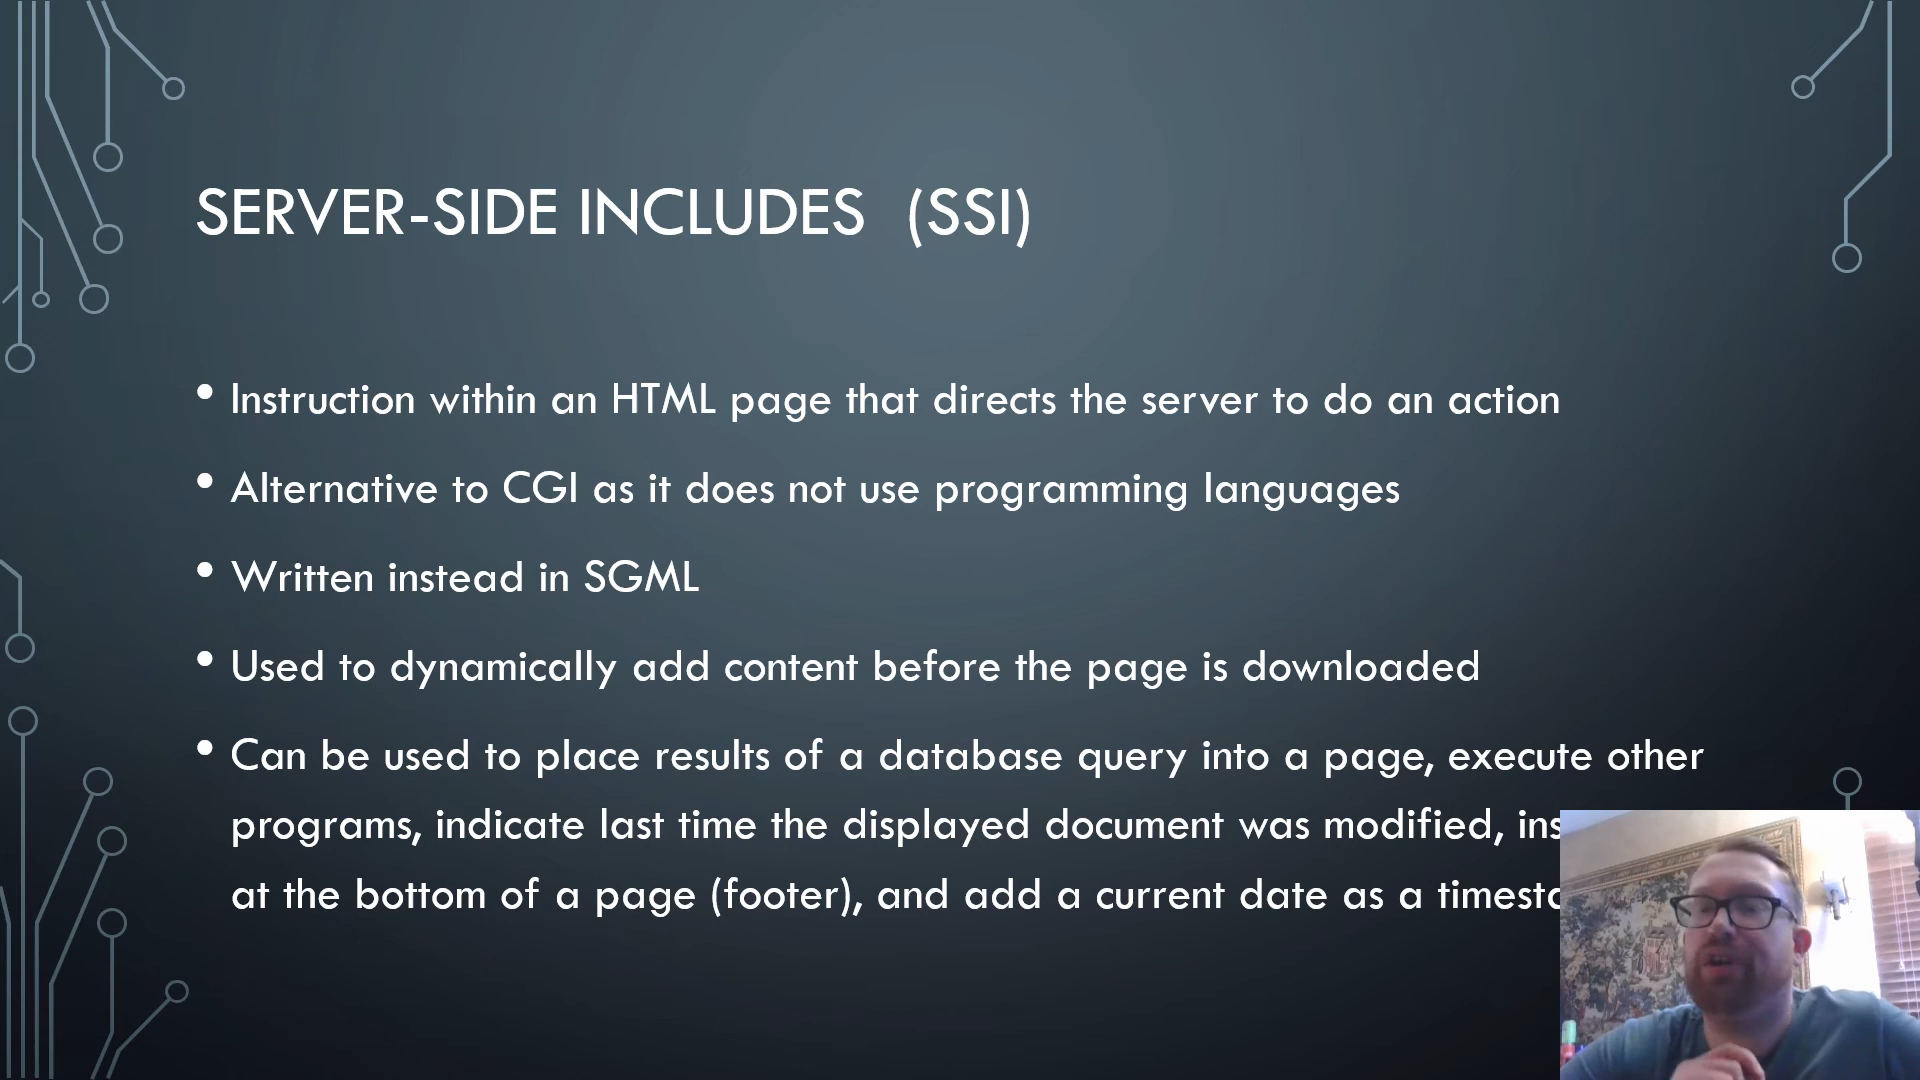 SERVER-SIDE INCLUDES (SSI)
• Instruction within an HTML page that directs the server to do an action
• Alternative to CGI as it does not use programming languages
• Written instead in SGML
• Used to dynamically add content before the page is downloaded
• Can be used to place results of a database query into a page, execute other
programs, indicate last time the displayed document was modified,
at the bottom of a page (footer), and add a current date as a